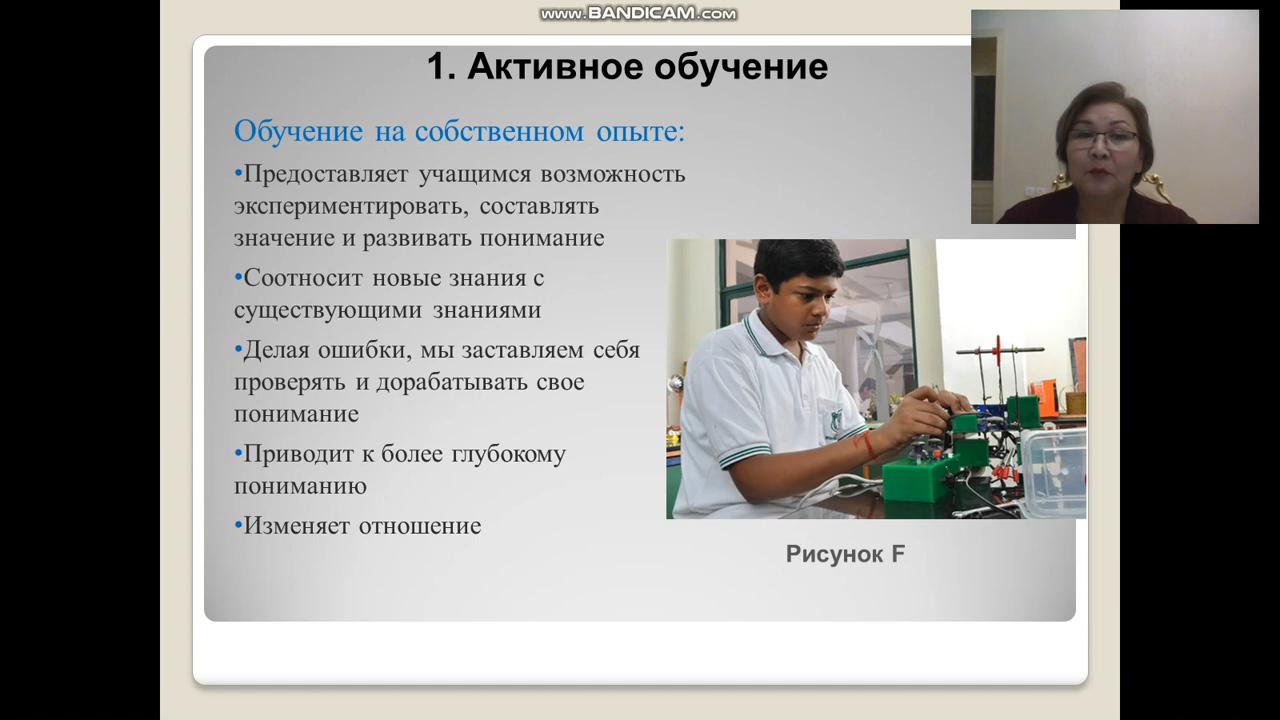 www.BANDICAM.com
1. Активное обучение
Обучение на собственном опыте:
•Предоставляет учащимся возможность
экспериментировать, составлять
значение и развивать понимание
•Соотносит новые знания с
существующими знаниями
•Делая ошибки, мы заставляем себя
проверять и дорабатывать свое
понимание
•Приводит к более глубокому
пониманию
•Изменяет отношение
Рисунок F